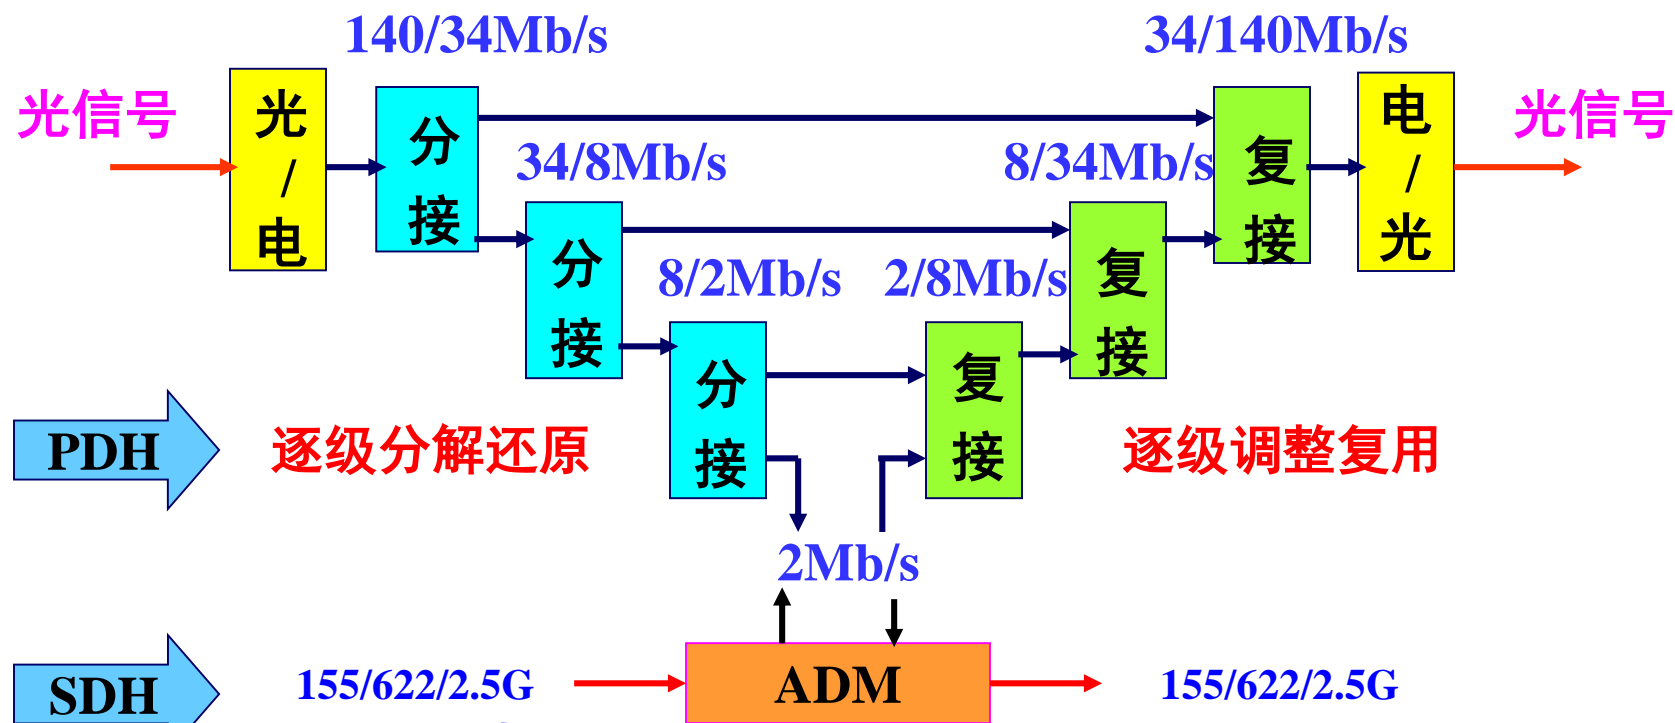 140/34Mb/s
34/140Mb/s
光信号
光/电
分接
复接
电/光
光信号
34/8Mb/s
8/34Mb/s
分接
复接
8/2Mb/s
2/8Mb/s
分接
复接
PDH
逐级分解还原
逐级调整复用
2Mb/s
SDH
155/622/2.5G
ADM
155/622/2.5G